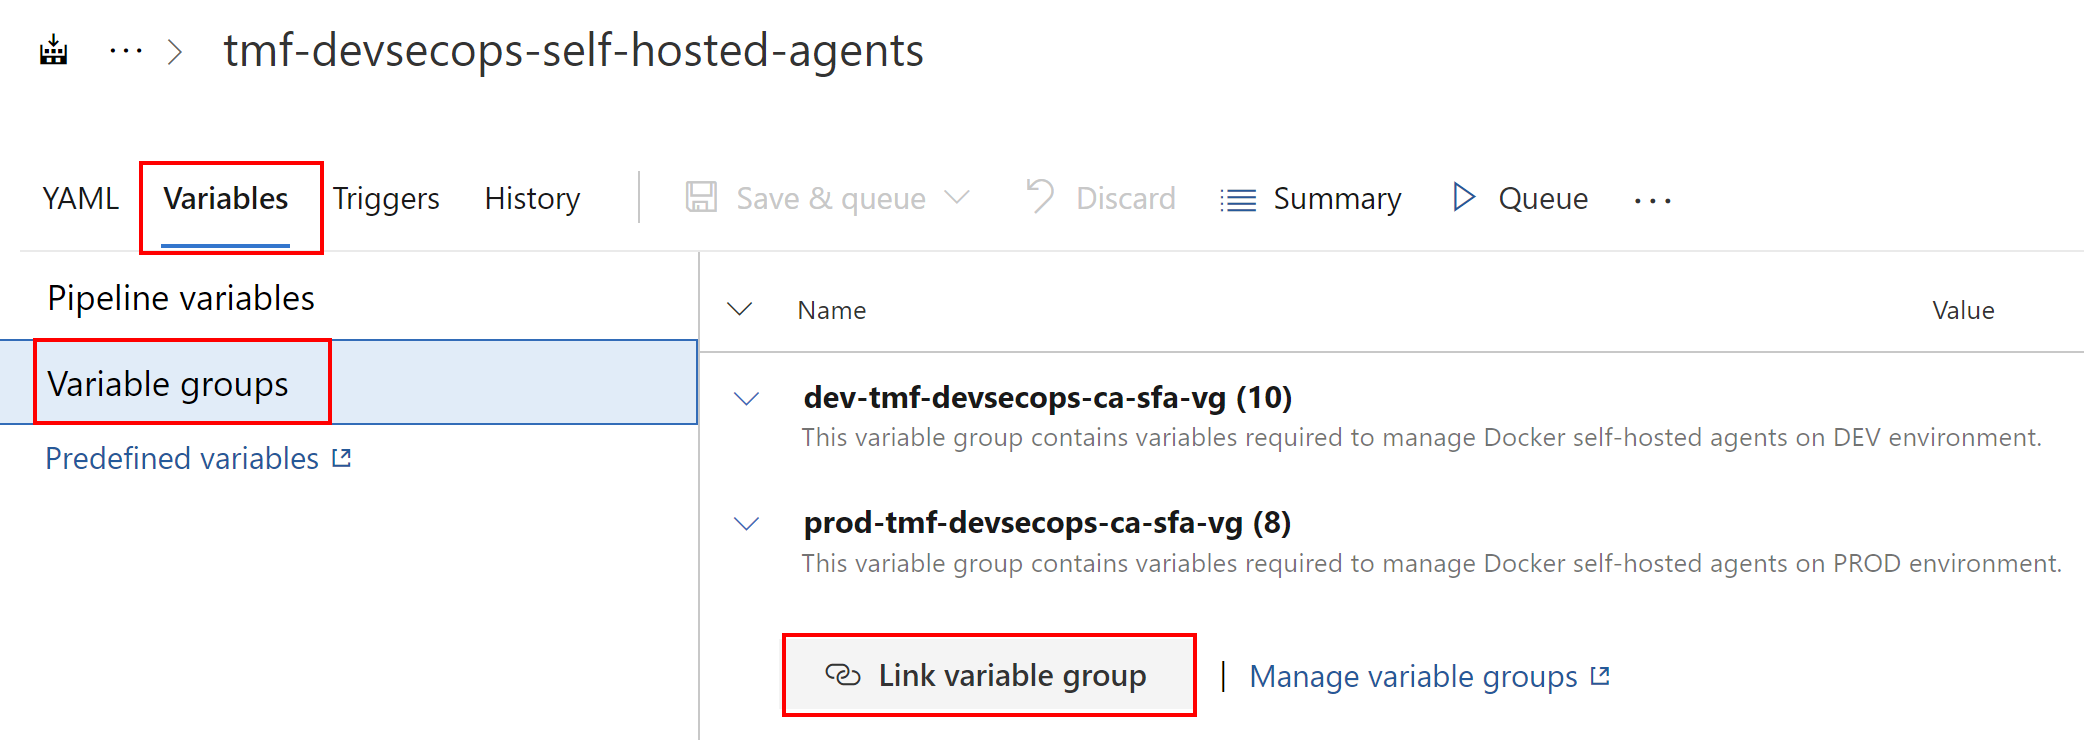 ... > tmf-devsecops-self-hosted-agents
YAML Variables Triggers History Save & queue Discard Summary Queue ...
Pipeline variables
Variable groups
Predefined variables
Name Value
dev-tmf-devsecops-ca-sfa-vg (10)
This variable group contains variables required to manage Docker self-hosted agents on DEV environment.
prod-tmf-devsecops-ca-sfa-vg (8)
This variable group contains variables required to manage Docker self-hosted agents on PROD environment.
Link variable group | Manage variable groups